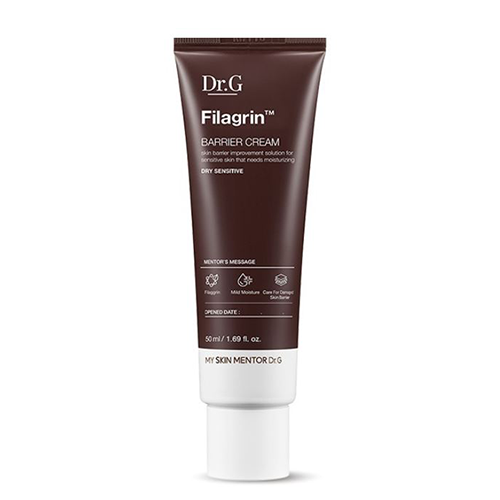 Dr.G
Filagrin™
BARRIER CREAM
skin barrier improvement solution for
sensitive skin that needs moisturizing
DRY SENSITIVE
MENTOR'S MESSAGE
Filaggrin
Mild Moisture
Care For Damaged
Skin Barrier
OPENED DATE :
50 ml / 1.69 fl. oz.
MY SKIN MENTOR Dr.G